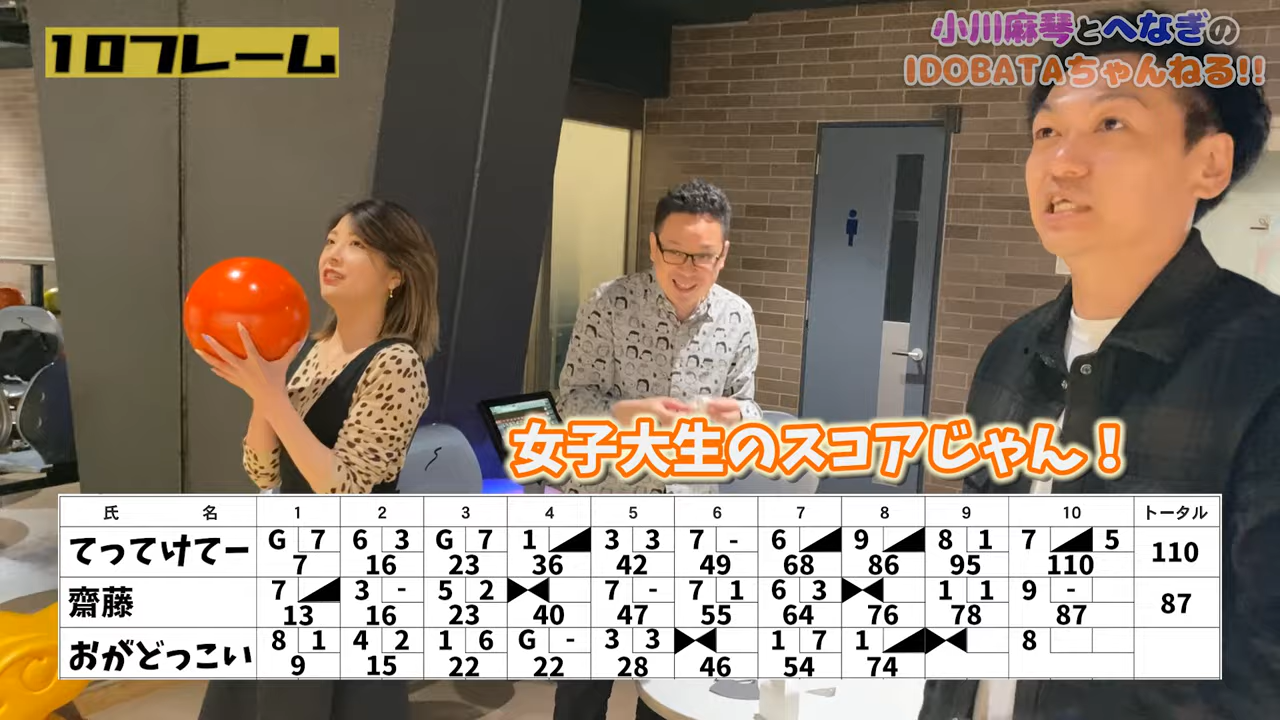 10フレーム
小川麻琴とへなぎの
IDOBATAちゃんねる!!
女子大生のスコアじゃん！
氏 名 1 2 3 4 5 6 7 8 9 10 トータル
てってけてー G 7 6 3 G 7 1 ◢ 3 3 7 - 6 ◢ 9 ◢ 8 1 7 ◢ 5 110
7 16 23 36 42 49 68 86 95 110
齋藤 7 ◢ 3 - 5 2 ⧓ 7 - 7 1 6 3 ⧓ 1 1 9 - 87
13 16 23 40 47 55 64 76 78 87
おがどっこい 8 1 4 2 1 6 G - 3 3 ⧓ 1 7 1 ◢ ⧓ 8
9 15 22 22 28 46 54 74